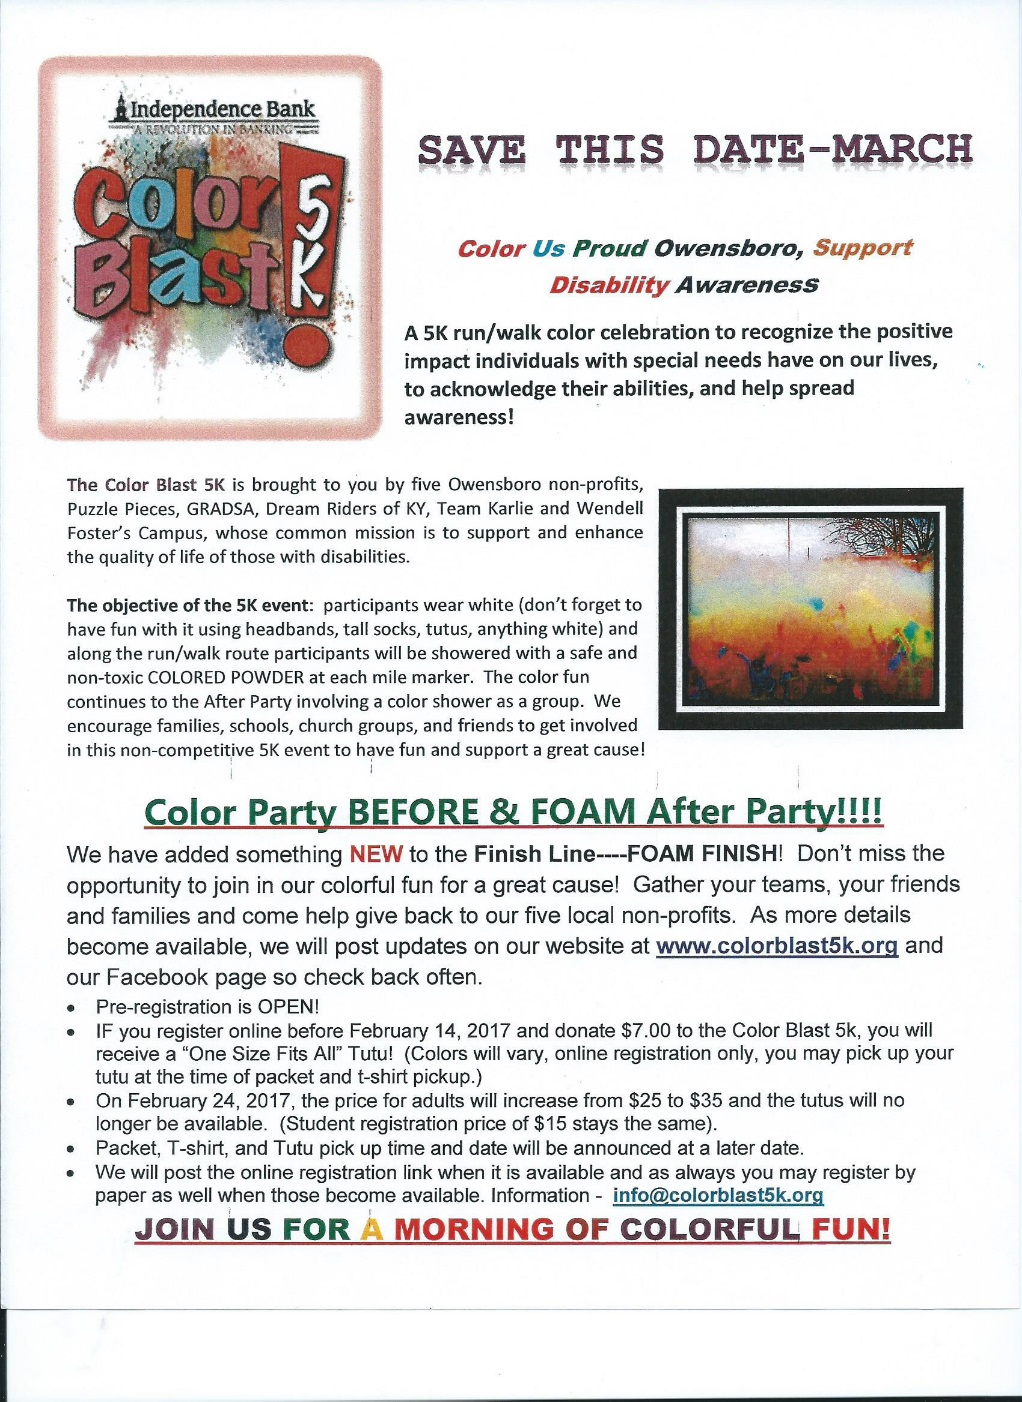 Independence Bank
A REVOLUTION IN BANKING
Color
Blast
5K!
SAVE THIS DATE-MARCH
Color Us Proud Owensboro, Support
Disability Awareness
A 5K run/walk color celebration to recognize the positive
impact individuals with special needs have on our lives,
to acknowledge their abilities, and help spread
awareness!
The Color Blast 5K is brought to you by five Owensboro non-profits,
Puzzle Pieces, GRADSA, Dream Riders of KY, Team Karlie and Wendell
Foster's Campus, whose common mission is to support and enhance
the quality of life of those with disabilities.
The objective of the 5K event: participants wear white (don't forget to
have fun with it using headbands, tall socks, tutus, anything white) and
along the run/walk route participants will be showered with a safe and
non-toxic COLORED POWDER at each mile marker. The color fun
continues to the After Party involving a color shower as a group. We
encourage families, schools, church groups, and friends to get involved
in this non-competitive 5K event to have fun and support a great cause!
Color Party BEFORE & FOAM After Party!!!!
We have added something NEW to the Finish Line----FOAM FINISH! Don't miss the
opportunity to join in our colorful fun for a great cause! Gather your teams, your friends
and families and come help give back to our five local non-profits. As more details
become available, we will post updates on our website at www.colorblast5k.org and
our Facebook page so check back often.
• Pre-registration is OPEN!
• IF you register online before February 14, 2017 and donate $7.00 to the Color Blast 5k, you will
receive a "One Size Fits All" Tutu! (Colors will vary, online registration only, you may pick up your
tutu at the time of packet and t-shirt pickup.)
• On February 24, 2017, the price for adults will increase from $25 to $35 and the tutus will no
longer be available. (Student registration price of $15 stays the same).
• Packet, T-shirt, and Tutu pick up time and date will be announced at a later date.
• We will post the online registration link when it is available and as always you may register by
paper as well when those become available. Information - info@colorblast5k.org
JOIN US FOR A MORNING OF COLORFUL FUN!